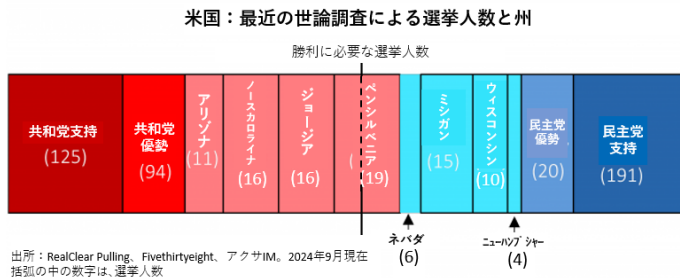 米国：最近の世論調査による選挙人数と州
勝利に必要な選挙人数
共和党支持
(125)
共和党
優勢
(94)
アリゾナ
(11)
ノースカロライナ
(16)
ジョージア
(16)
ペンシルベニア
(19)
ミシガン
(15)
ウィスコンシン
(10)
民主党
優勢
(20)
民主党
支持
(191)
ネバダ
(6)
ニューハンプシャー
(4)
出所：RealClear Pulling、Fivethirtyeight、アクサIM。2024年9月現在
括弧の中の数字は、選挙人数